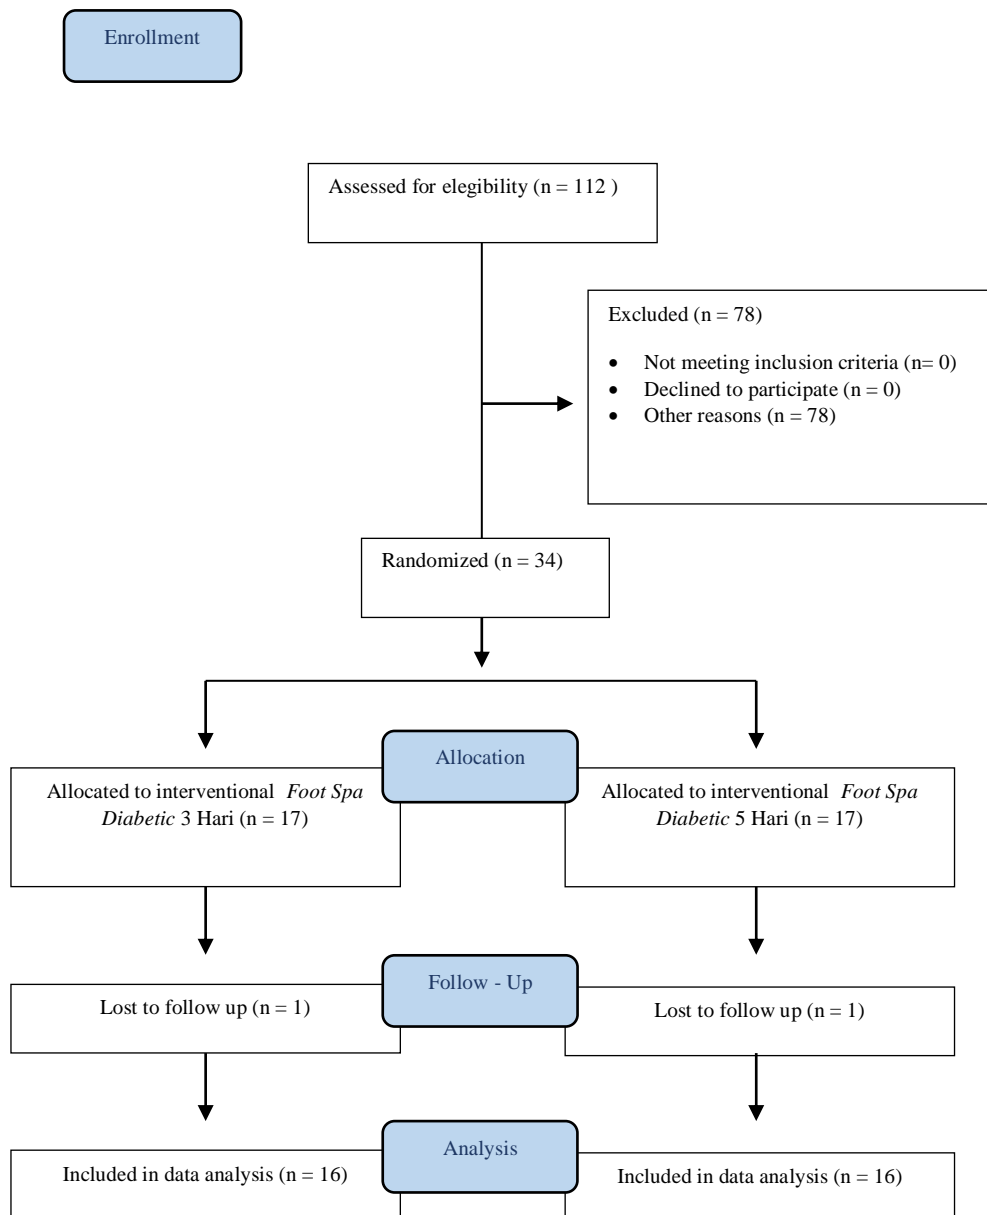 Enrollment
Assessed for elegibility (n = 112 )
Excluded (n = 78)
• Not meeting inclusion criteria (n= 0)
• Declined to participate (n = 0)
• Other reasons (n = 78)
Randomized (n = 34)
Allocation
Allocated to interventional Foot Spa
Diabetic 3 Hari (n = 17)
Allocated to interventional Foot Spa
Diabetic 5 Hari (n = 17)
Follow - Up
Lost to follow up (n = 1)
Lost to follow up (n = 1)
Analysis
Included in data analysis (n = 16)
Included in data analysis (n = 16)